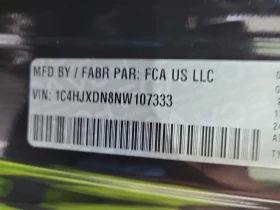 MFD BY / FABR PAR: FCA US LLC
VIN: 1C4HJXDN8NW107333